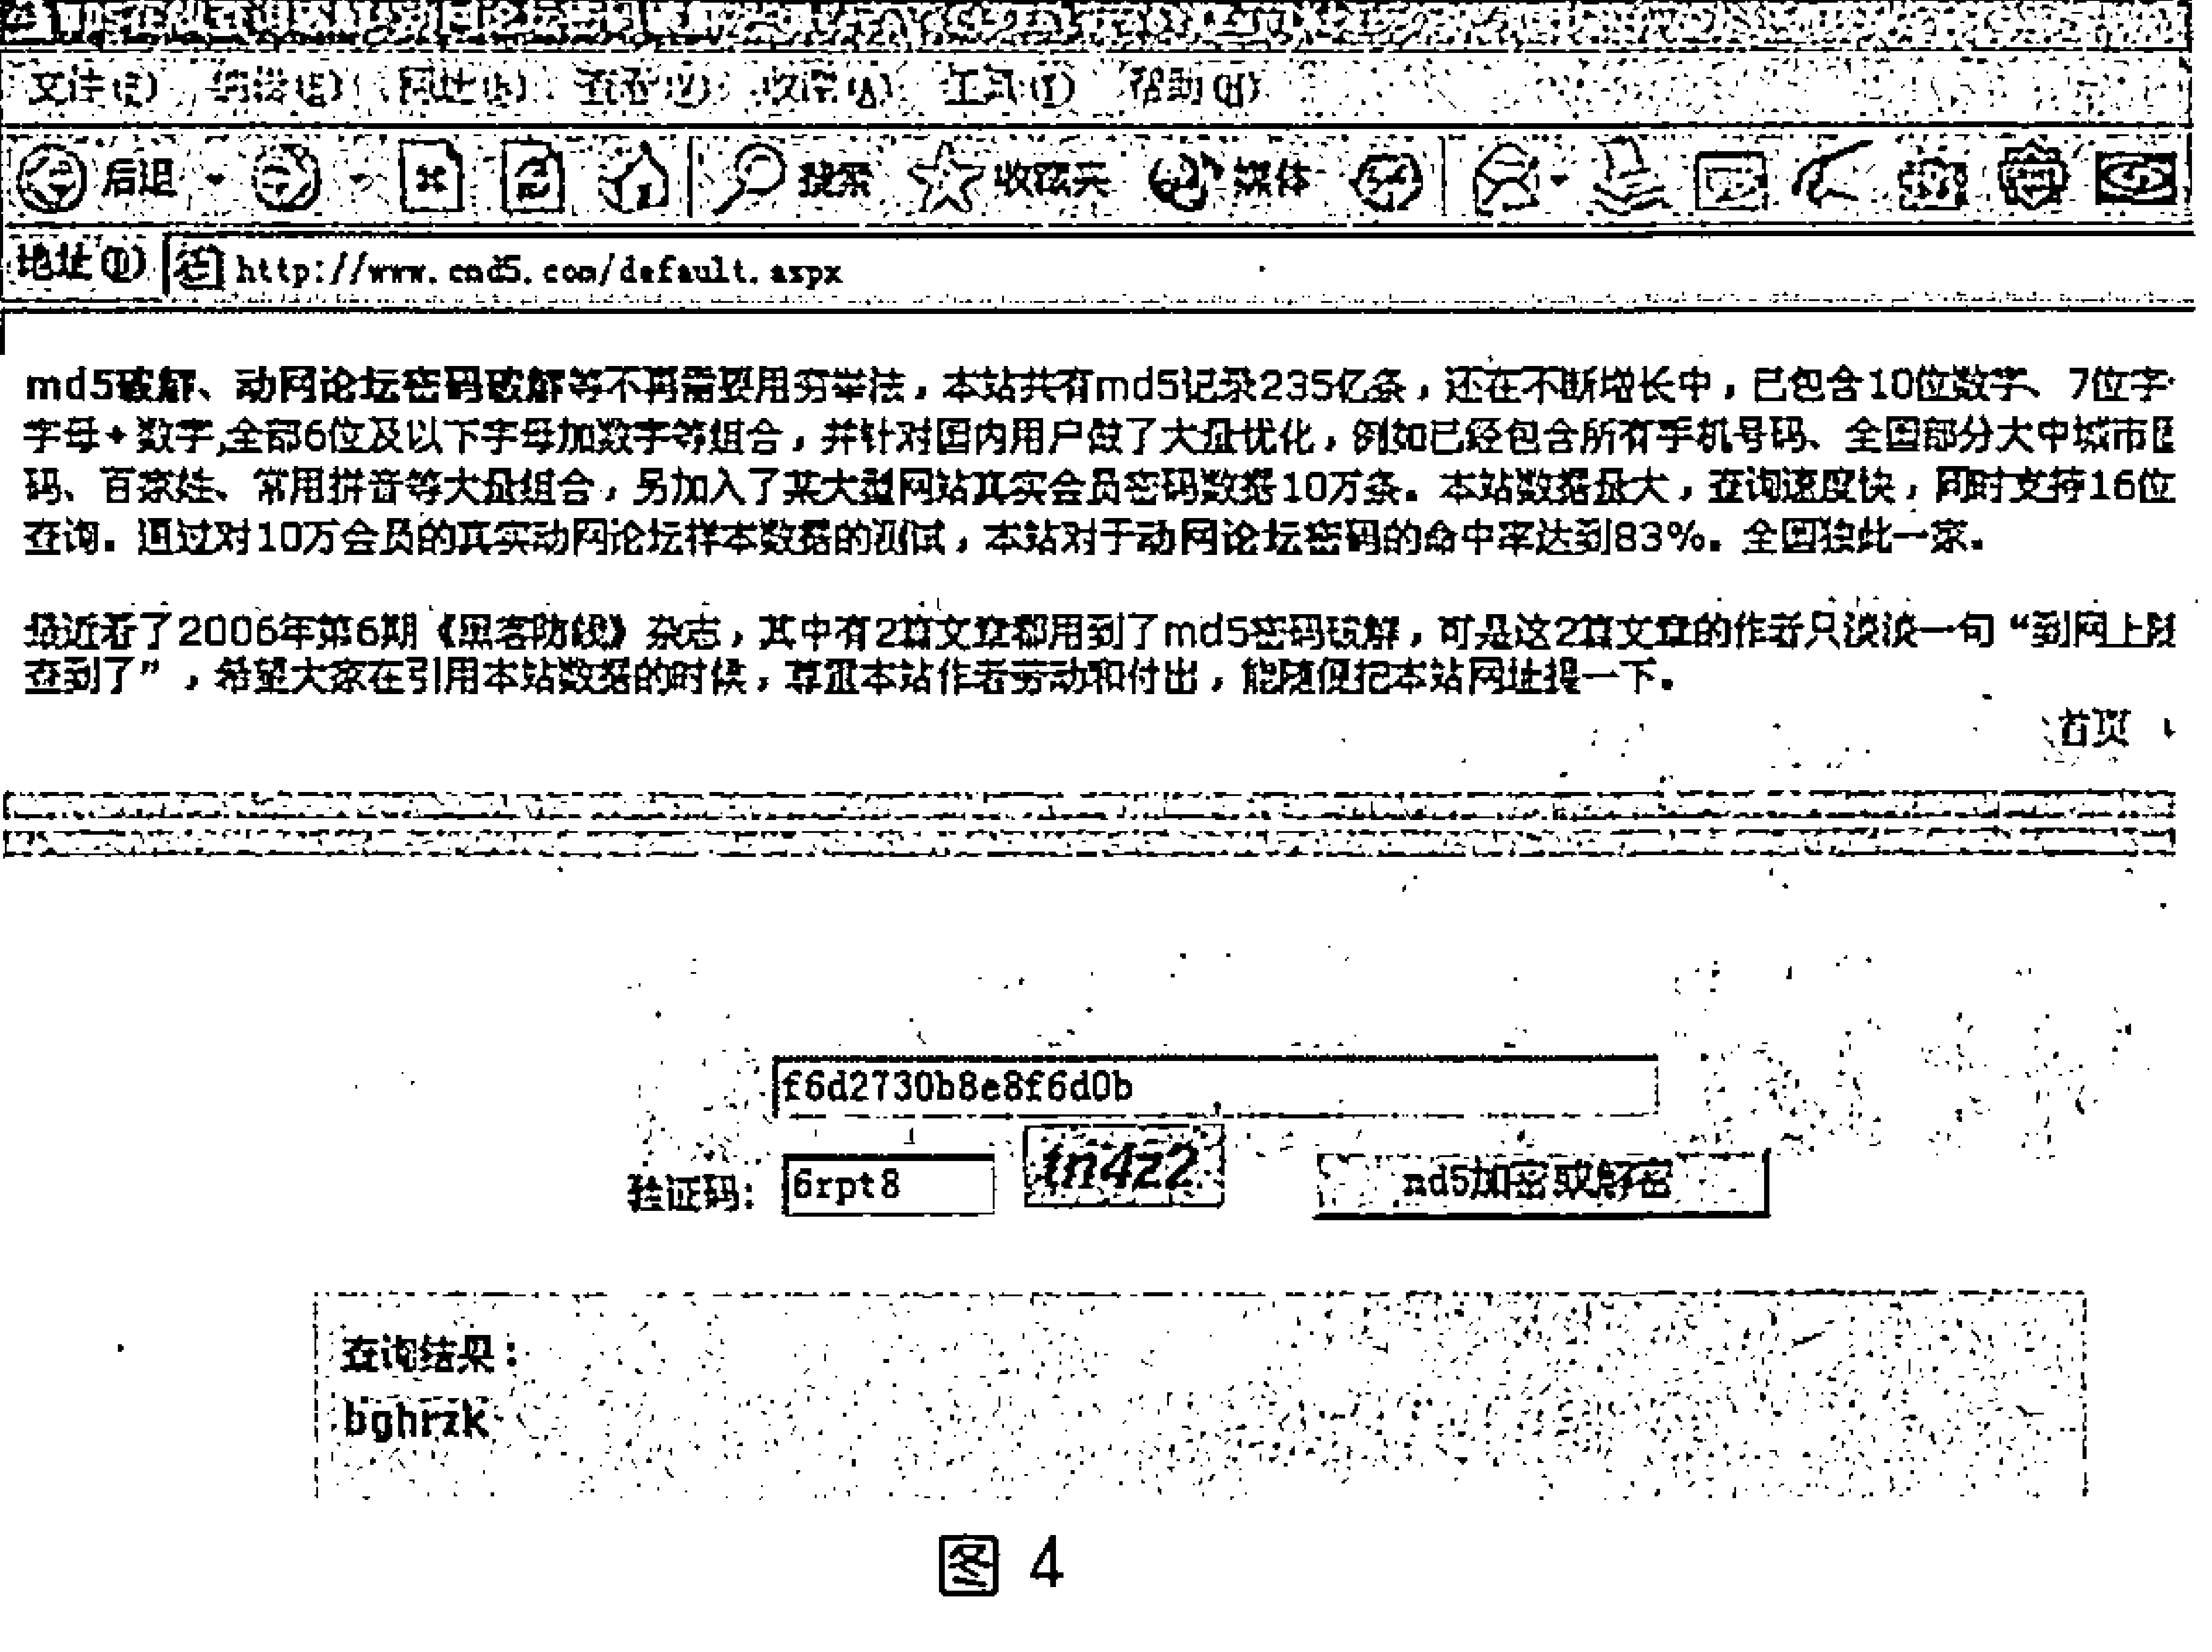 文件(F) 编辑(E) 网址(b) 查看(V) 收藏(A) 工具(T) 帮助(H)
后退 搜索 收藏夹 媒体
地址(D) http://www.cmd5.com/default.aspx
md5破解、动网论坛密码破解等不再需要用穷举法，本站共有md5记录235亿条，还在不断增长中，已包含10位数字、7位字
字母+数字,全部6位及以下字母加数字等组合，并针对国内用户做了大量优化，例如已经包含所有手机号码、全国部分大中城市
码、百家姓、常用拼音等大量组合，另加入了某大型网站真实会员密码数据10万条。本站数据量大，查询速度快，同时支持16位
查询. 通过对10万会员的真实动网论坛样本数据的测试，本站对于动网论坛密码的命中率达到83%。全国独此一家.
最近看了2006年第6期《黑客防线》杂志，其中有2篇文章都用到了md5密码破解，可是这2篇文章的作者只淡淡一句“到网上
查到了”，希望大家在引用本站数据的时候，尊重本站作者劳动和付出，能随便把本站网址提一下。
首页
f6d2730b8e8f6d0b
验证码: 6rpt8 in4z2 md5加密或解密
查询结果:
bghrzk
图 4